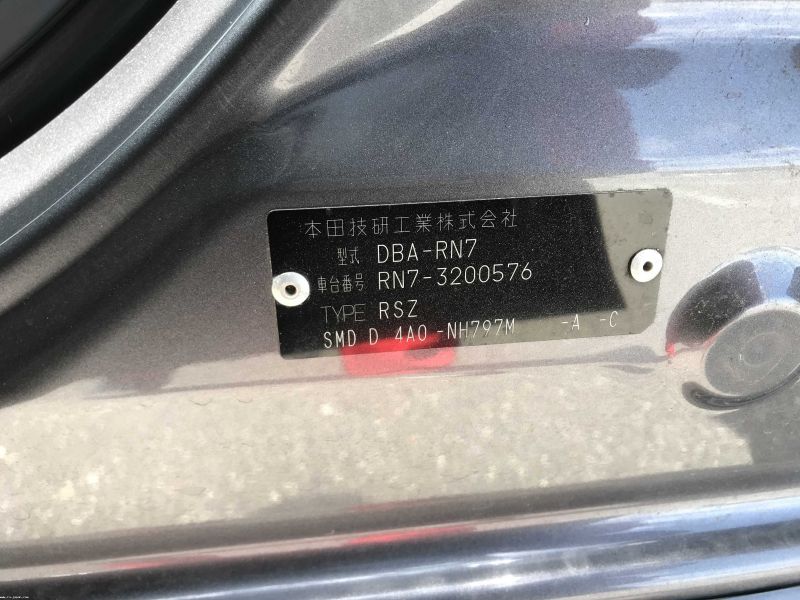 本田技研工業株式会社
型式 DBA-RN7
車台番号 RN7-3200576
TYPE RSZ
SMD D 4A0 -NH797M -A -C